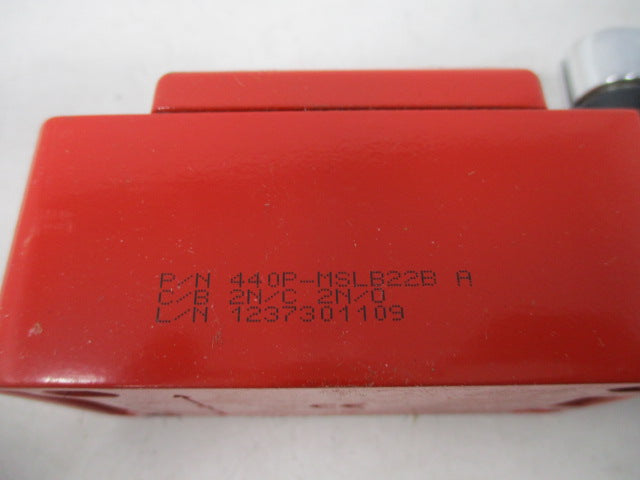 P/N 440P-MSLB22B A
C/B 2N/C 2N/O
L/N 1237301109